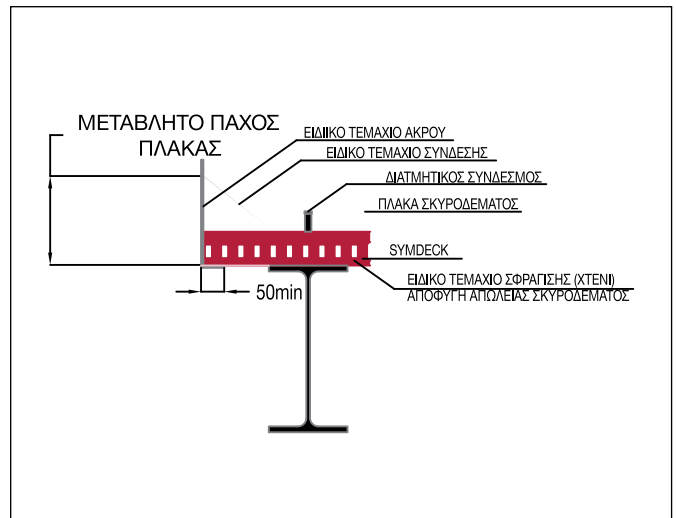 ΜΕΤΑΒΛΗΤΟ ΠΑΧΟΣ
ΠΛΑΚΑΣ
ΕΙΔΙΙΚΟ ΤΕΜΑΧΙΟ ΑΚΡΟΥ
ΕΙΔΙΚΟ ΤΕΜΑΧΙΟ ΣΥΝΔΕΣΗΣ
ΔΙΑΤΜΗΤΙΚΟΣ ΣΥΝΔΕΣΜΟΣ
ΠΛΑΚΑ ΣΚΥΡΟΔΕΜΑΤΟΣ
SYMDECK
ΕΙΔΙΚΟ ΤΕΜΑΧΙΟ ΣΦΡΑΓΙΣΗΣ (ΧΤΕΝΙ)
ΑΠΟΦΥΓΗ ΑΠΩΛΕΙΑΣ ΣΚΥΡΟΔΕΜΑΤΟΣ
50min